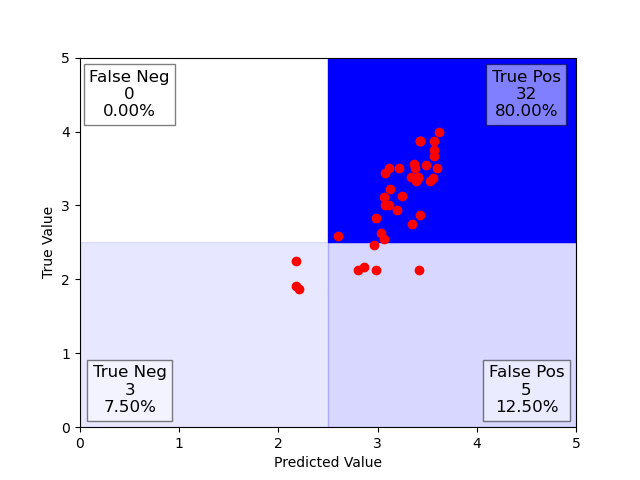 5
4
3
2
1
0
True Value
False Neg
0
0.00%
True Pos
32
80.00%
True Neg
3
7.50%
False Pos
5
12.50%
0 1 2 3 4 5
Predicted Value